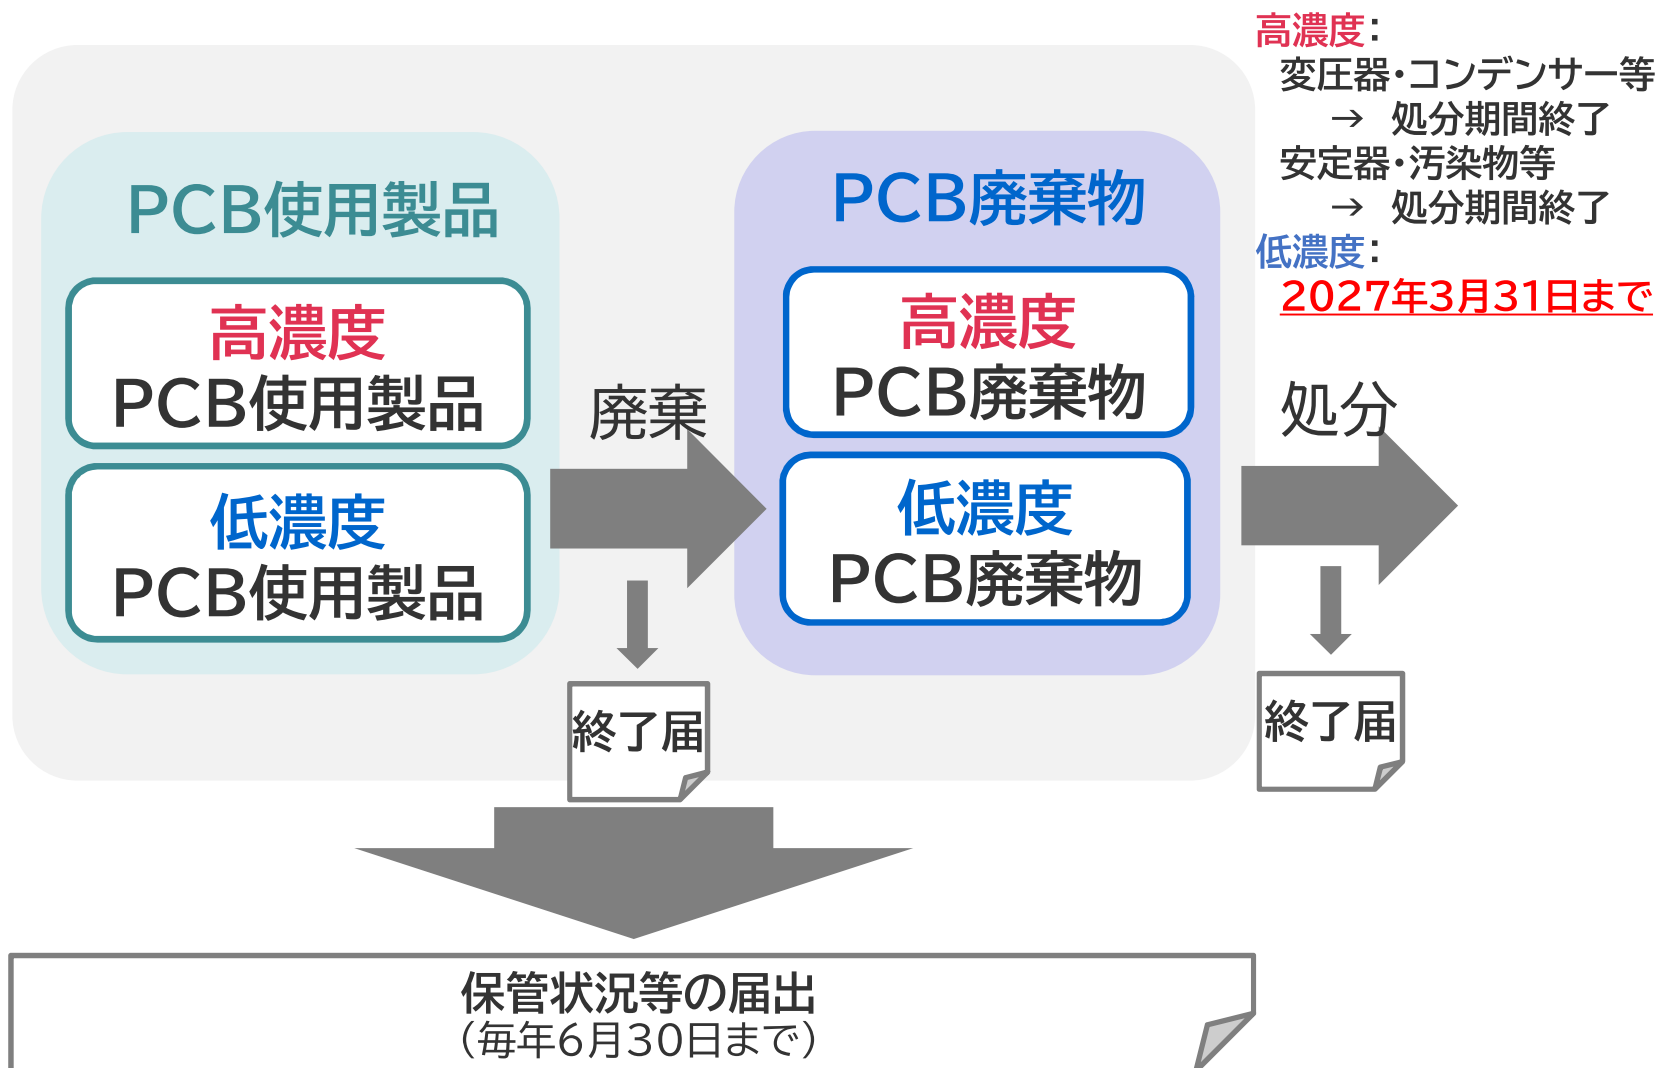 PCB使用製品
高濃度
PCB使用製品
低濃度
PCB使用製品
廃棄
終了届
PCB廃棄物
高濃度
PCB廃棄物
低濃度
PCB廃棄物
高濃度：
変圧器・コンデンサー等
→ 処分期間終了
安定器・汚染物等
→ 処分期間終了
低濃度：
2027年3月31日まで
処分
終了届
保管状況等の届出
（毎年6月30日まで）